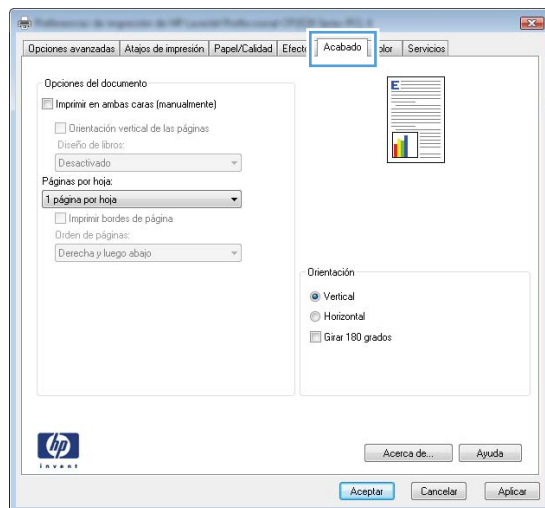 Opciones avanzadas Atajos de impresión Papel/Calidad Acabado Servicios
Opciones del documento
Imprimir en ambas caras (manualmente)
E
Orientación vertical de las páginas
Diseño de libros:
Desactivado
Páginas por hoja:
1 página por hoja
Imprimir bordes de página
Orden de páginas:
Derecha y luego abajo
Orientación
Vertical
Horizontal
Girar 180 grados
hp
invent
Acerca de... Ayuda
Aceptar Cancelar Aplicar